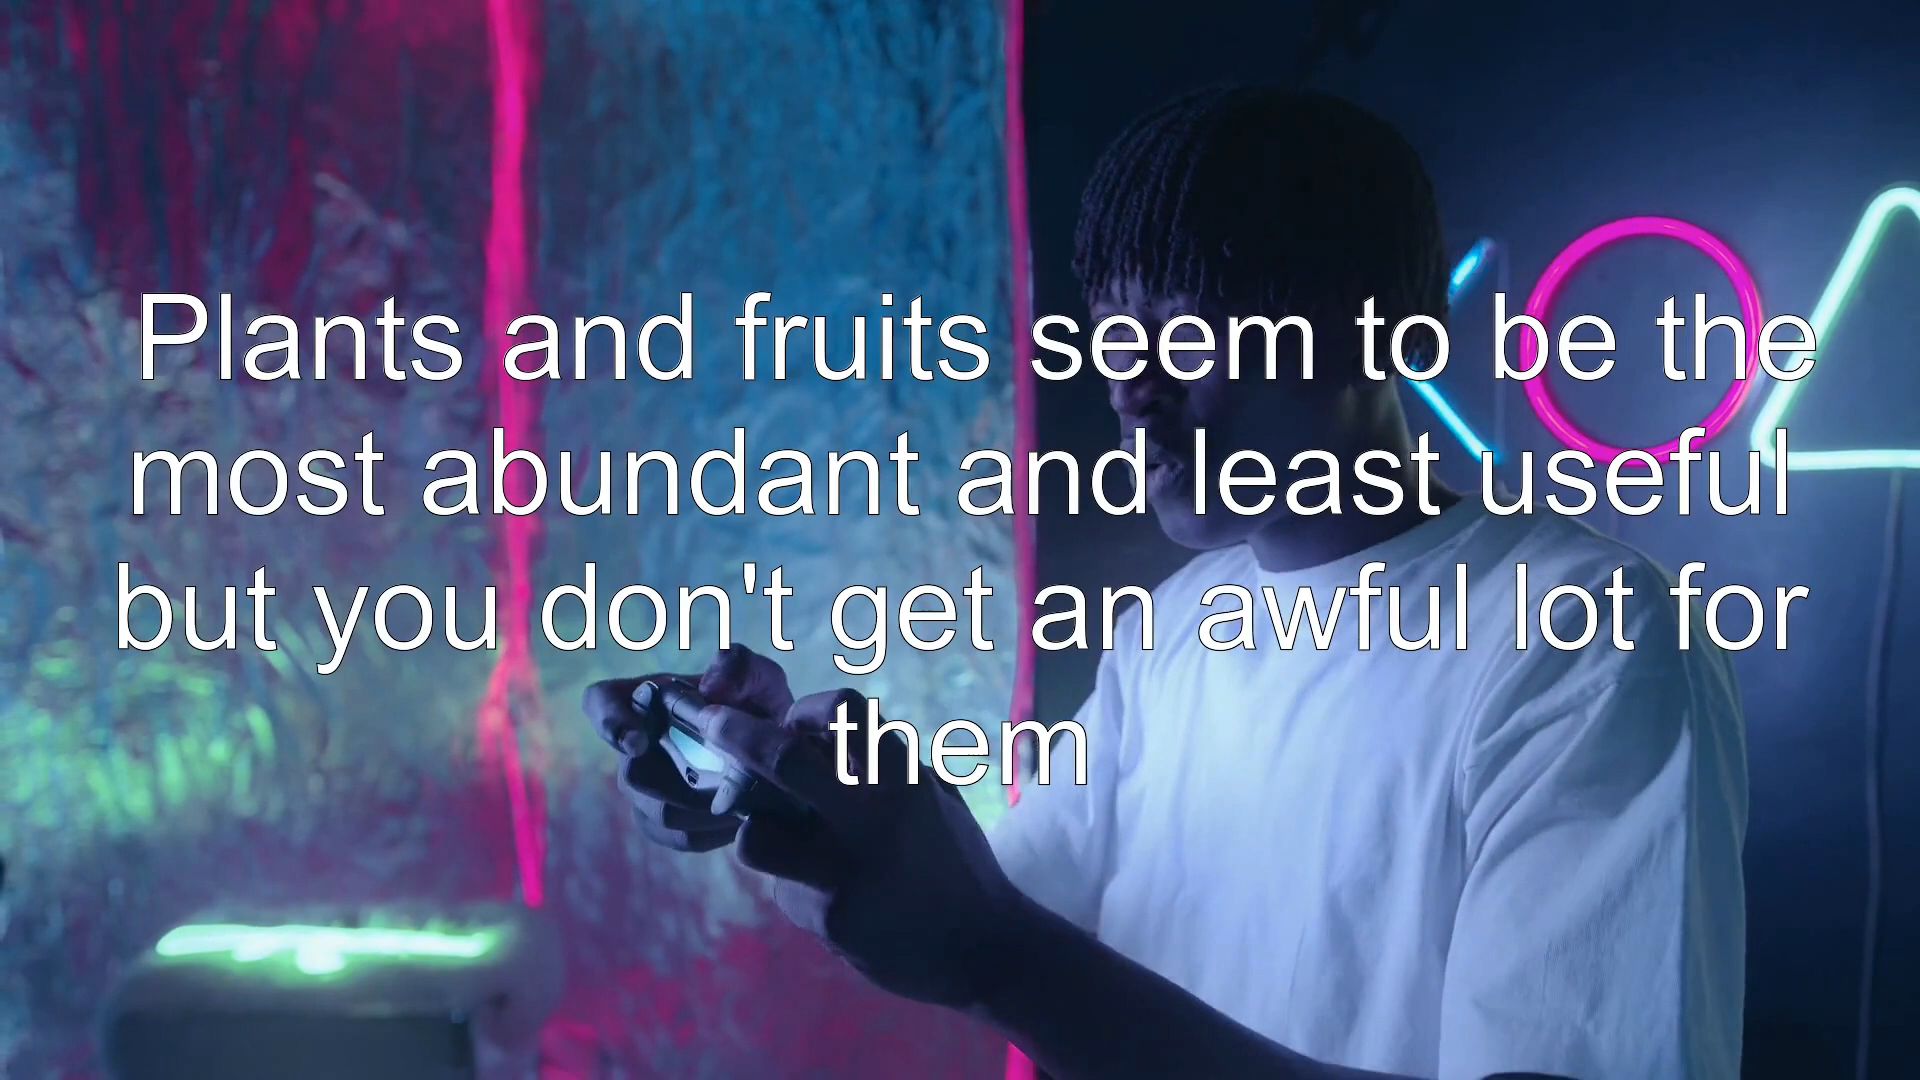 Plants and fruits seem to be the
most abundant and least useful
but you don't get an awful lot for
them